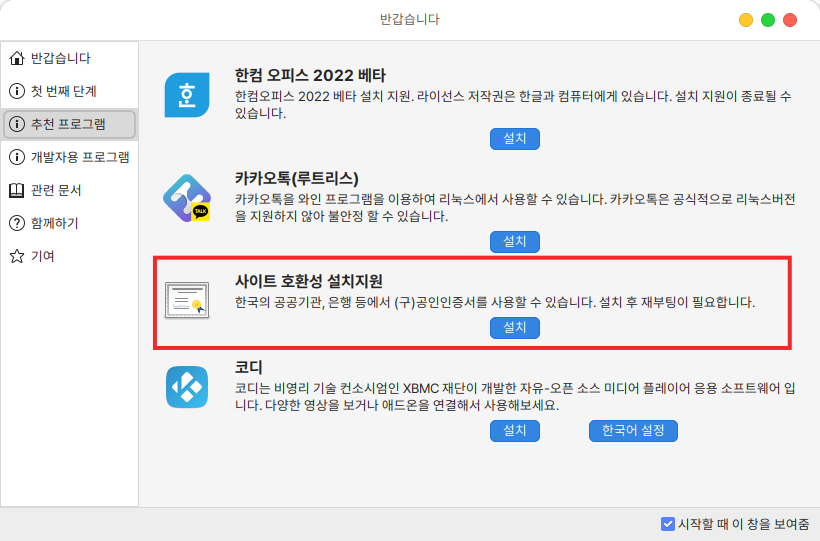 반갑습니다
반갑습니다
첫 번째 단계
추천 프로그램
개발자용 프로그램
관련 문서
함께하기
기여
한컴 오피스 2022 베타
한컴오피스 2022 베타 설치 지원. 라이선스 저작권은 한글과 컴퓨터에게 있습니다. 설치 지원이 종료될 수
있습니다.
설치
카카오톡(루트리스)
카카오톡을 와인 프로그램을 이용하여 리눅스에서 사용할 수 있습니다. 카카오톡은 공식적으로 리눅스버전
을 지원하지 않아 불안정 할 수 있습니다.
TALK
설치
사이트 호환성 설치지원
한국의 공공기관, 은행 등에서 (구)공인인증서를 사용할 수 있습니다. 설치 후 재부팅이 필요합니다.
설치
코디
코디는 비영리 기술 컨소시엄인 XBMC 재단이 개발한 자유-오픈 소스 미디어 플레이어 응용 소프트웨어 입
니다. 다양한 영상을 보거나 애드온을 연결해서 사용해보세요.
설치
한국어 설정
시작할 때 이 창을 보여줌